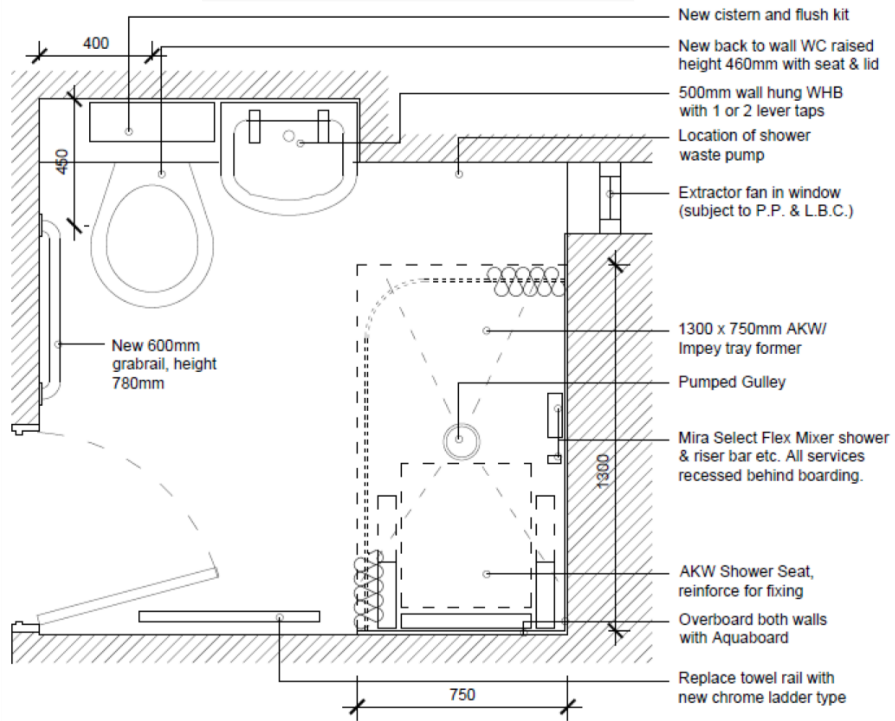 New cistern and flush kit
400
New back to wall WC raised
height 460mm with seat & lid
500mm wall hung WHB
with 1 or 2 lever taps
Location of shower
waste pump
450
Extractor fan in window
(subject to P.P. & L.B.C.)
New 600mm
grabrail, height
780mm
1300 x 750mm AKW/
Impey tray former
Pumped Gulley
Mira Select Flex Mixer shower
& riser bar etc. All services
recessed behind boarding.
1300
AKW Shower Seat,
reinforce for fixing
Overboard both walls
with Aquaboard
Replace towel rail with
new chrome ladder type
750